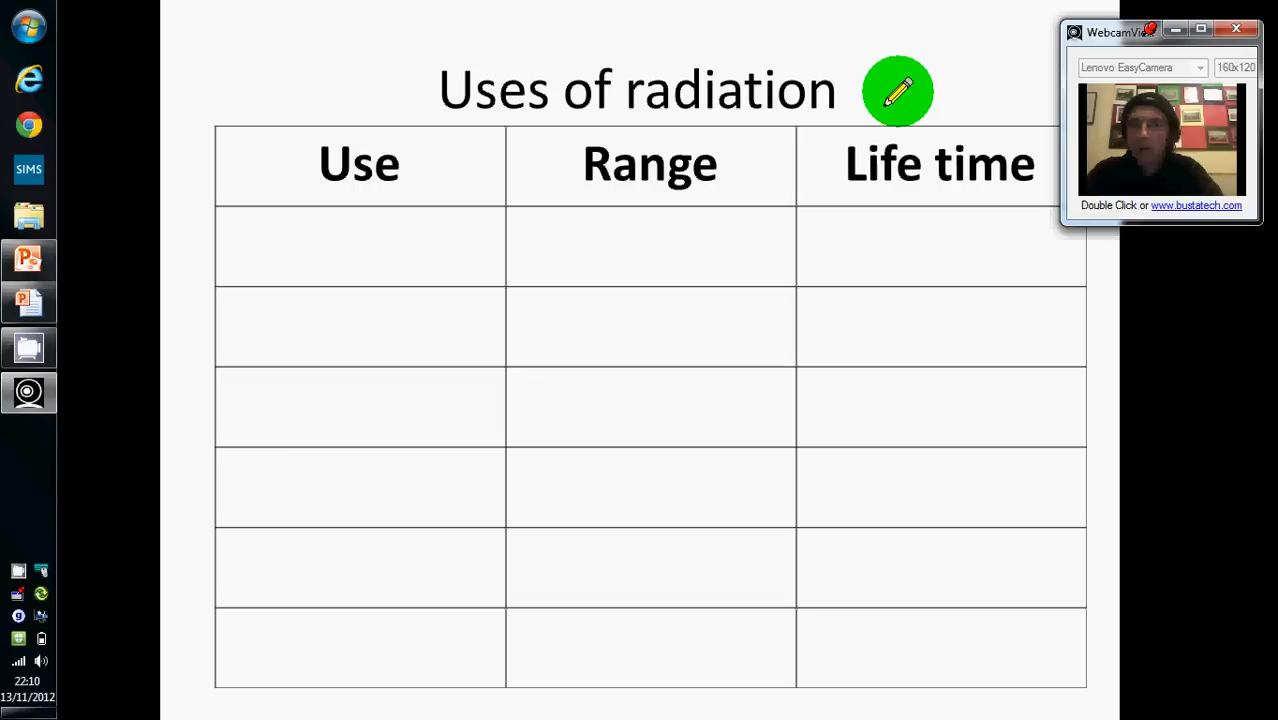 WebcamVie
Lenovo EasyCamera
160x120
Double Click or www.bustatech.com
Uses of radiation
Use
Range
Life time
SIMS
22:10
13/11/2012